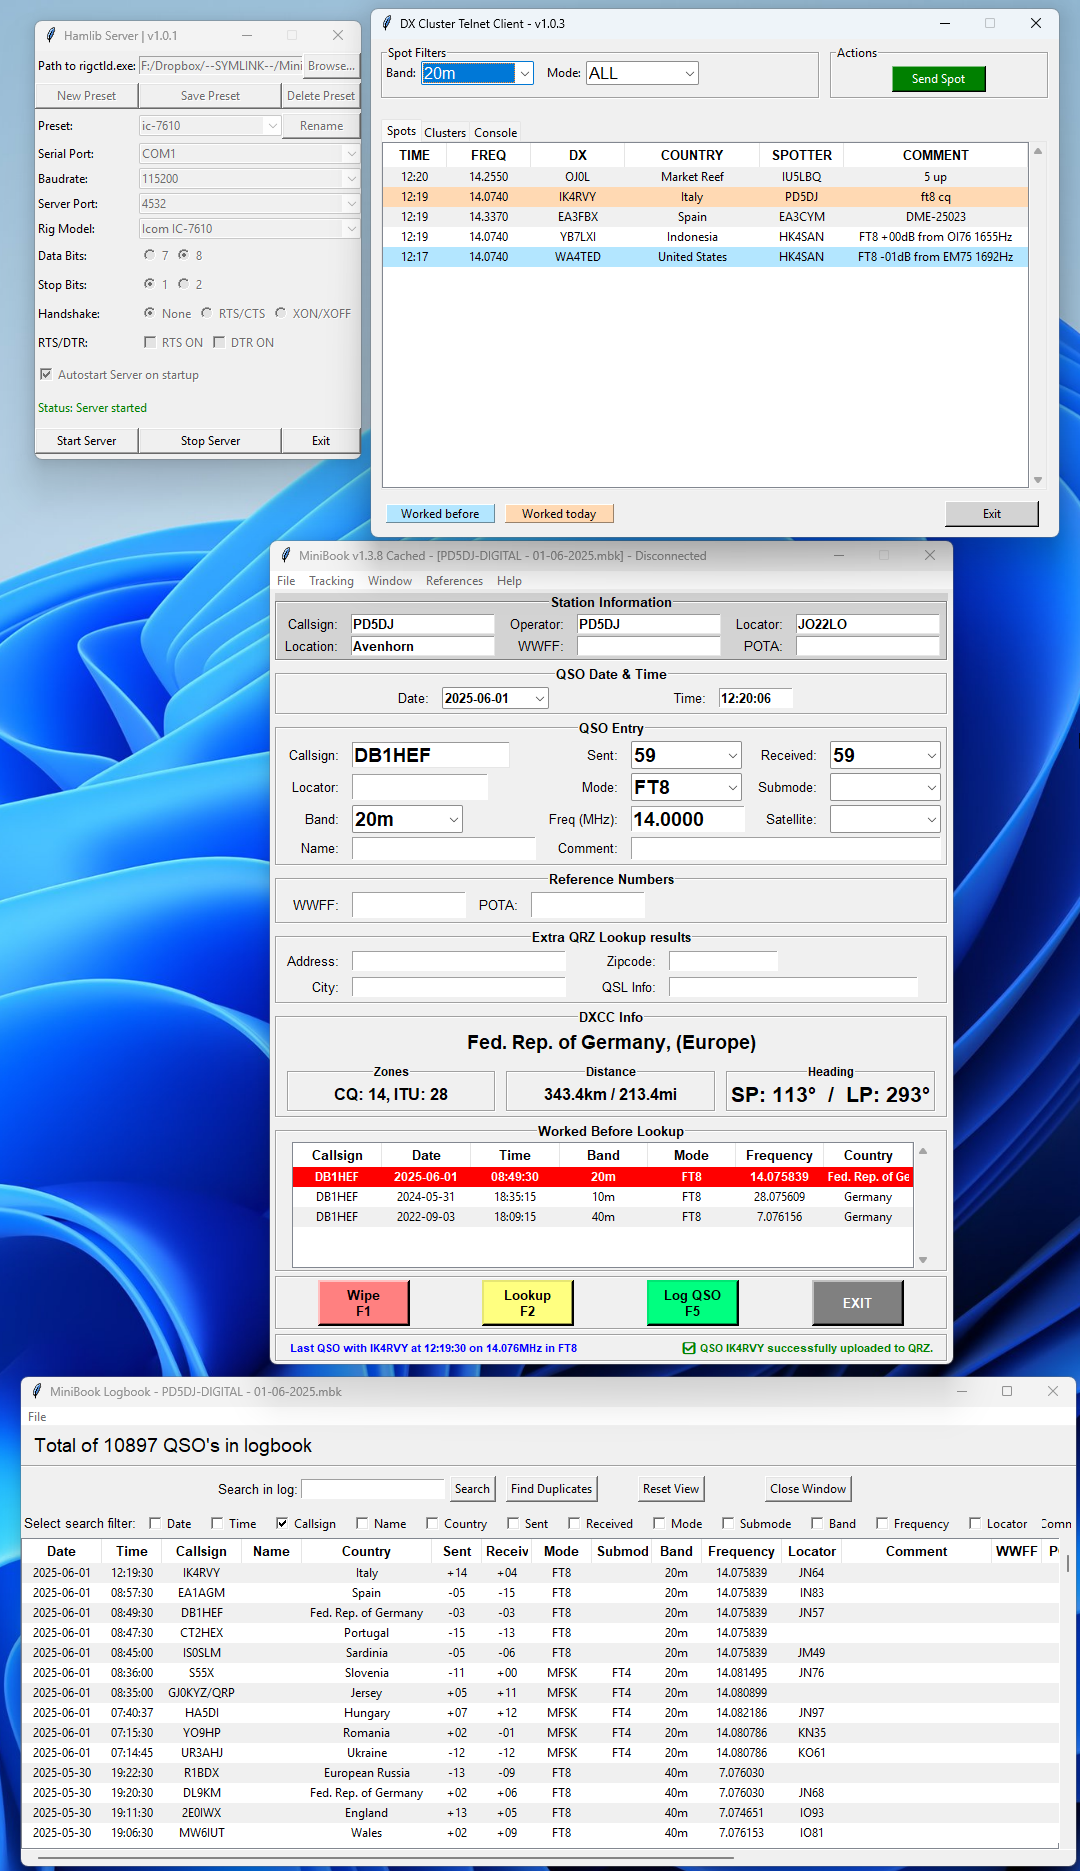 Hamlib Server | v1.0.1
Path to rigctld.exe: F:/Dropbox/--SYMLINK--/Mini Browse...
New Preset Save Preset Delete Preset
Preset: ic-7610 Rename
Serial Port: COM1
Baudrate: 115200
Server Port: 4532
Rig Model: Icom IC-7610
Data Bits: 7 8
Stop Bits: 1 2
Handshake: None RTS/CTS XON/XOFF
RTS/DTR: RTS ON DTR ON
Autostart Server on startup
Status: Server started
Start Server Stop Server Exit
DX Cluster Telnet Client - v1.0.3
Spot Filters Actions
Band: 20m Mode: ALL Send Spot
Spots Clusters Console
TIME FREQ DX COUNTRY SPOTTER COMMENT
12:20 14.2550 OJ0L Market Reef IU5LBQ 5 up
12:19 14.0740 IK4RVY Italy PD5DJ ft8 cq
12:19 14.3370 EA3FBX Spain EA3CYM DME-25023
12:19 14.0740 YB7LXI Indonesia HK4SAN FT8 +00dB from OI76 1655Hz
12:17 14.0740 WA4TED United States HK4SAN FT8 -01dB from EM75 1692Hz
Worked before Worked today Exit
MiniBook v1.3.8 Cached - [PD5DJ-DIGITAL - 01-06-2025.mbk] - Disconnected
File Tracking Window References Help
Station Information
Callsign: PD5DJ Operator: PD5DJ Locator: JO22LO
Location: Avenhorn WWFF: POTA:
QSO Date & Time
Date: 2025-06-01 Time: 12:20:06
QSO Entry
Callsign: DB1HEF Sent: 59 Received: 59
Locator: Mode: FT8 Submode:
Band: 20m Freq (MHz): 14.0000 Satellite:
Name: Comment:
Reference Numbers
WWFF: POTA:
Extra QRZ Lookup results
Address: Zipcode:
City: QSL Info:
DXCC Info
Fed. Rep. of Germany, (Europe)
Zones Distance Heading
CQ: 14, ITU: 28 343.4km / 213.4mi SP: 113° / LP: 293°
Worked Before Lookup
Callsign Date Time Band Mode Frequency Country
DB1HEF 2025-06-01 08:49:30 20m FT8 14.075839 Fed. Rep. of Ge
DB1HEF 2024-05-31 18:35:15 10m FT8 28.075609 Germany
DB1HEF 2022-09-03 18:09:15 40m FT8 7.076156 Germany
Wipe Lookup Log QSO EXIT
F1 F2 F5
Last QSO with IK4RVY at 12:19:30 on 14.076MHz in FT8 QSO IK4RVY successfully uploaded to QRZ.
MiniBook Logbook - PD5DJ-DIGITAL - 01-06-2025.mbk
File
Total of 10897 QSO's in logbook
Search in log: Search Find Duplicates Reset View Close Window
Select search filter: Date Time Callsign Name Country Sent Received Mode Submode Band Frequency Locator Comm
Date Time Callsign Name Country Sent Receiv Mode Submod Band Frequency Locator Comment WWFF P
2025-06-01 12:19:30 IK4RVY Italy +14 +04 FT8 20m 14.075839 JN64
2025-06-01 08:57:30 EA1AGM Spain -05 -15 FT8 20m 14.075839 IN83
2025-06-01 08:49:30 DB1HEF Fed. Rep. of Germany -03 -03 FT8 20m 14.075839 JN57
2025-06-01 08:47:30 CT2HEX Portugal -15 -13 FT8 20m 14.075839
2025-06-01 08:45:00 IS0SLM Sardinia -05 -06 FT8 20m 14.075839 JM49
2025-06-01 08:36:00 S55X Slovenia -11 +00 MFSK FT4 20m 14.081495 JN76
2025-06-01 08:35:00 GJ0KYZ/QRP Jersey +05 +11 MFSK FT4 20m 14.080899
2025-06-01 07:40:37 HA5DI Hungary +07 +12 MFSK FT4 20m 14.082186 JN97
2025-06-01 07:15:30 YO9HP Romania +02 -01 MFSK FT4 20m 14.080786 KN35
2025-06-01 07:14:45 UR3AHJ Ukraine -12 -12 MFSK FT4 20m 14.080786 KO61
2025-05-30 19:22:30 R1BDX European Russia -13 -09 FT8 40m 7.076030
2025-05-30 19:20:30 DL9KM Fed. Rep. of Germany +02 +06 FT8 40m 7.076030 JN68
2025-05-30 19:11:30 2E0IWX England +13 +05 FT8 40m 7.074651 IO93
2025-05-30 19:06:30 MW6IUT Wales +02 +09 FT8 40m 7.076153 IO81